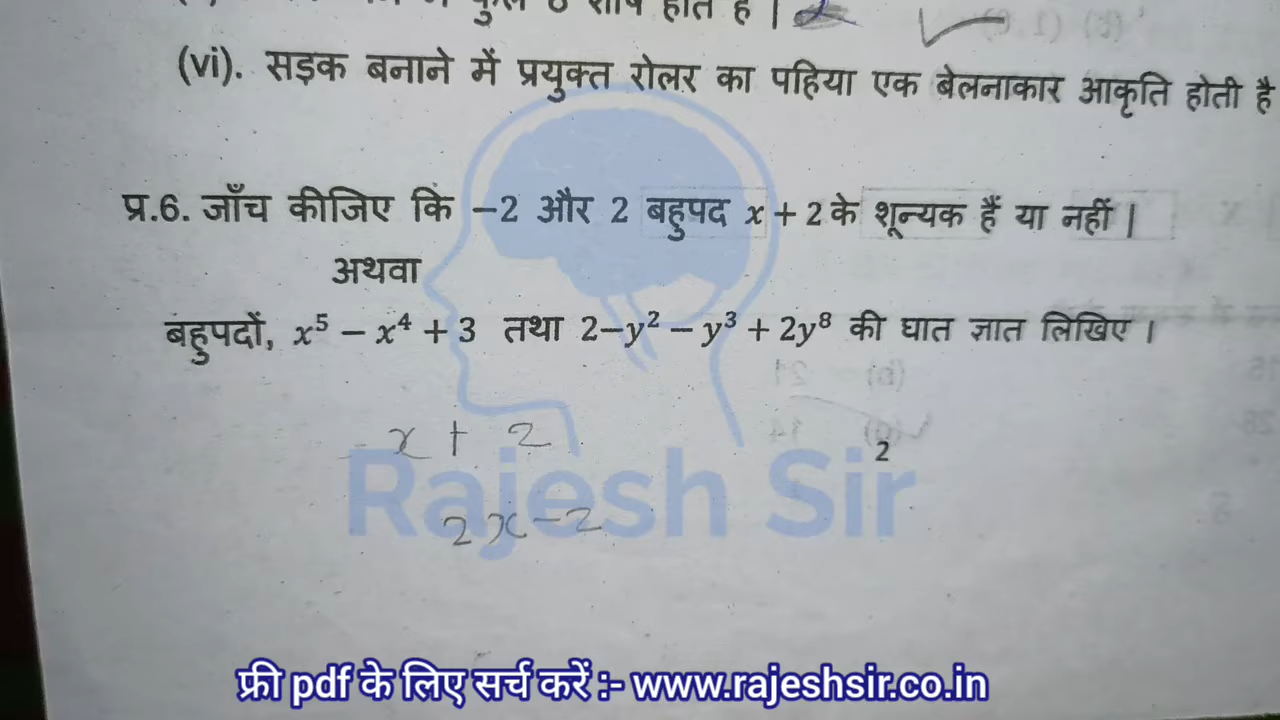 कुल 8 शीर्ष होते हैं |
(vi). सड़क बनाने में प्रयुक्त रोलर का पहिया एक बेलनाकार आकृति होती है
प्र.6. जाँच कीजिए कि −2 और 2 बहुपद x + 2 के शून्यक हैं या नहीं |
अथवा
बहुपदों, x⁵ − x⁴ + 3 तथा 2−y² − y³ + 2y⁸ की घात ज्ञात लिखिए ।
x + 2
2
Rajesh Sir
2x − 2
फ्री pdf के लिए सर्च करें :- www.rajeshsir.co.in